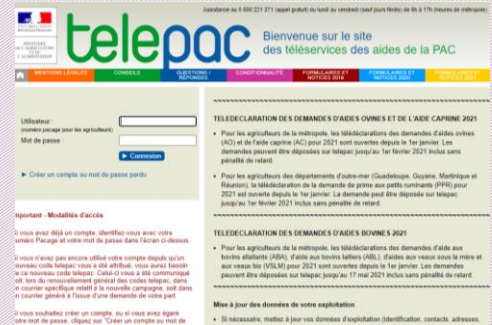 Assistance au 0 800 221 371 (appel gratuit) du lundi au vendredi (sauf jours fériés) de 8h à 17h (heures de métropole)
MINISTÈRE
DE L'AGRICULTURE
ET DE
L'ALIMENTATION
telepac
Bienvenue sur le site
des téléservices des aides de la PAC
MENTIONS LÉGALES
CONSEILS
QUESTIONS /
RÉPONSES
CONDITIONNALITÉ
FORMULAIRES ET
NOTICES 2019
FORMULAIRES ET
NOTICES 2020
FORMULAIRES ET
Utilisateur :
(numéro pacage pour les agriculteurs)
Mot de passe :
Connexion
Créer un compte ou mot de passe perdu
mportant - Modalités d'accès
i vous avez déjà un compte, identifiez-vous avec votre
uméro Pacage et votre mot de passe dans l'écran ci-dessus.
i vous n'avez pas encore utilisé votre compte depuis qu'un
ouveau code telepac vous a été attribué, vous aurez besoin
e ce nouveau code telepac. Celui-ci vous a été communiqué
oit, lors du renouvellement général des codes telepac, dans
n courrier spécifique relatif à la nouvelle campagne, soit dans
n courrier généré à l'issue d'une demande de votre part.
i vous souhaitez créer un compte, ou si vous avez égaré
otre mot de passe, cliquez sur "Créer un compte ou mot de
TELEDECLARATION DES DEMANDES D'AIDES OVINES ET DE L'AIDE CAPRINE 2021
• Pour les agriculteurs de la métropole, les télédéclarations des demandes d'aides ovines
(AO) et de l'aide caprine (AC) pour 2021 sont ouvertes depuis le 1er janvier. Les
demandes peuvent être déposées sur telepac jusqu'au 1er février 2021 inclus sans
pénalité de retard.
• Pour les agriculteurs des départements d'outre-mer (Guadeloupe, Guyane, Martinique et
Réunion), la télédéclaration de la demande de prime aux petits ruminants (PPR) pour
2021 est ouverte depuis le 1er janvier. La demande peut être déposée sur telepac
jusqu'au 1er février 2021 inclus sans pénalité de retard.
TELEDECLARATION DES DEMANDES D'AIDES BOVINES 2021
• Pour les agriculteurs de la métropole, les télédéclarations des demandes d'aide aux
bovins allaitants (ABA), d'aide aux bovins laitiers (ABL), d'aides aux veaux sous la mère et
aux veaux bio (VSLM) pour 2021 sont ouvertes depuis le 1er janvier. Les demandes
peuvent être déposées sur telepac jusqu'au 17 mai 2021 inclus sans pénalité de retard.
Mise à jour des données de votre exploitation
• Si nécessaire, mettez à jour vos données d'exploitation (identification, contacts, adresses,